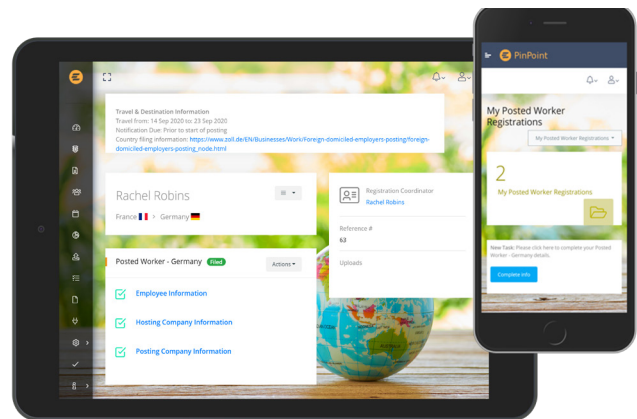 Travel & Destination Information
Travel from: 14 Sep 2020 to: 23 Sep 2020
Notification Due: Prior to start of posting
Country filing information: https://www.zoll.de/EN/Businesses/Work/Foreign-domiciled-employers-posting/foreign-
domiciled-employers-posting_node.html
Rachel Robins
France > Germany
Registration Coordinator
Rachel Robins
Reference #
63
Uploads
Posted Worker - Germany Filed
Actions
Employee Information
Hosting Company Information
Posting Company Information
PinPoint
My Posted Worker
Registrations
My Posted Worker Registrations
2
My Posted Worker Registrations
New Task: Please click here to complete your Posted
Worker - Germany details.
Complete Info